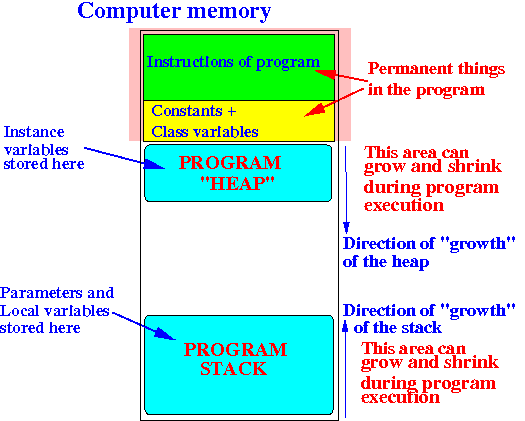 Computer memory
Instructions of program
Constants +
Class variables
Permanent things
in the program
Instance
variables
stored here
PROGRAM
"HEAP"
This area can
grow and shrink
during program
execution
Direction of "growth"
of the heap
Parameters and
Local variables
stored here
PROGRAM
STACK
Direction of "growth"
of the stack
This area can
grow and shrink
during program
execution